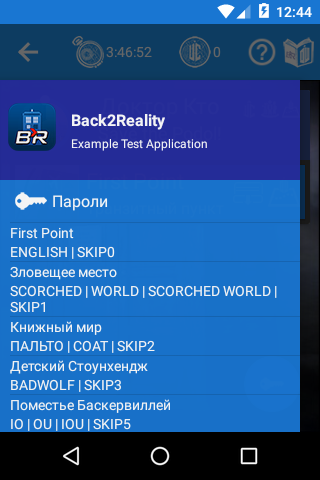 12:44
3:46:52
0
B2R
Back2Reality
Example Test Application
Пароли
First Point
ENGLISH | SKIP0
Зловещее место
SCORCHED | WORLD | SCORCHED WORLD |
SKIP1
Книжный мир
ПАЛЬТО | COAT | SKIP2
Детский Стоунхендж
BADWOLF | SKIP3
Поместье Баскервиллей
IO | OU | IOU | SKIP5